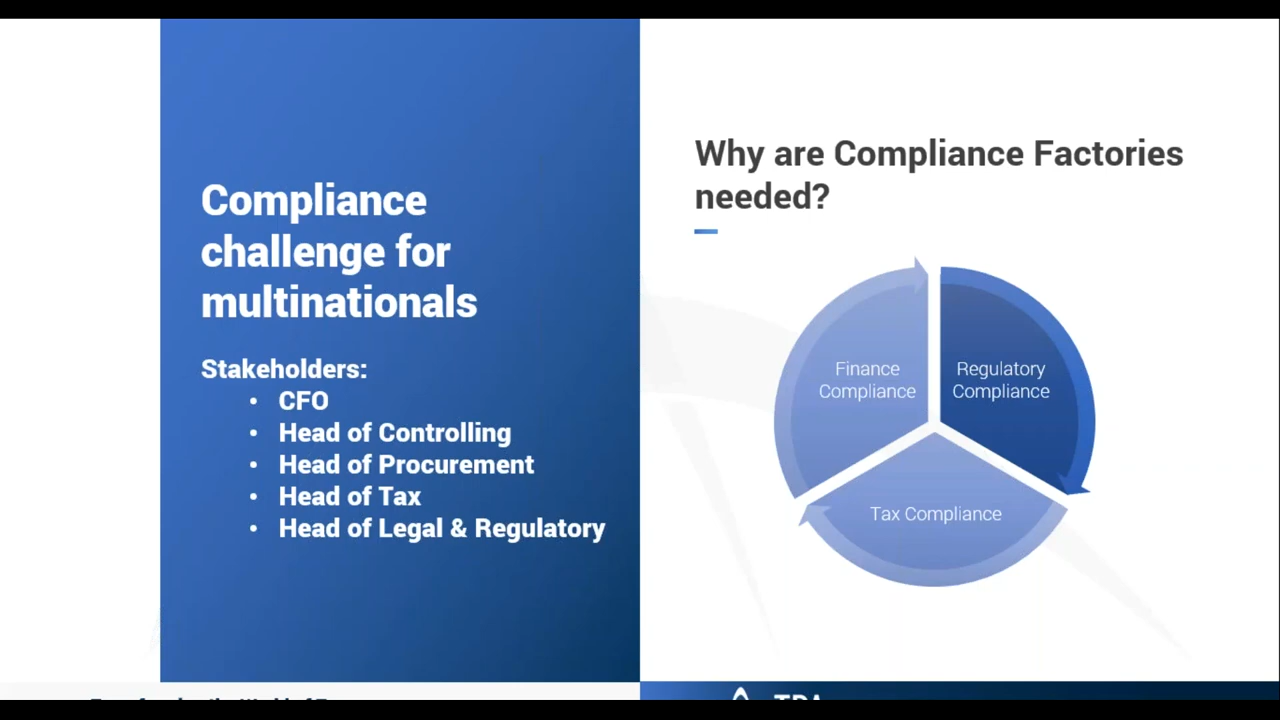 Compliance
challenge for
multinationals
Stakeholders:
• CFO
• Head of Controlling
• Head of Procurement
• Head of Tax
• Head of Legal & Regulatory
Why are Compliance Factories
needed?
Finance
Compliance
Regulatory
Compliance
Tax Compliance